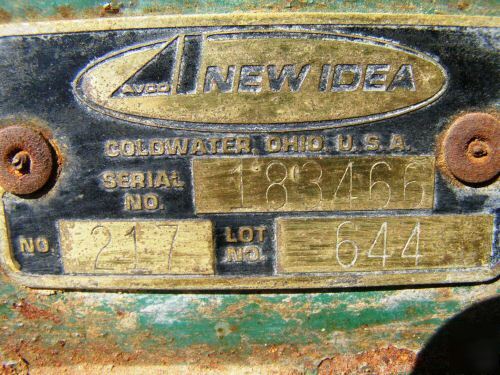 AVCO NEW IDEA
COLDWATER, OHIO, U.S.A.
SERIAL NO. 183466
NO. 217 LOT NO. 644